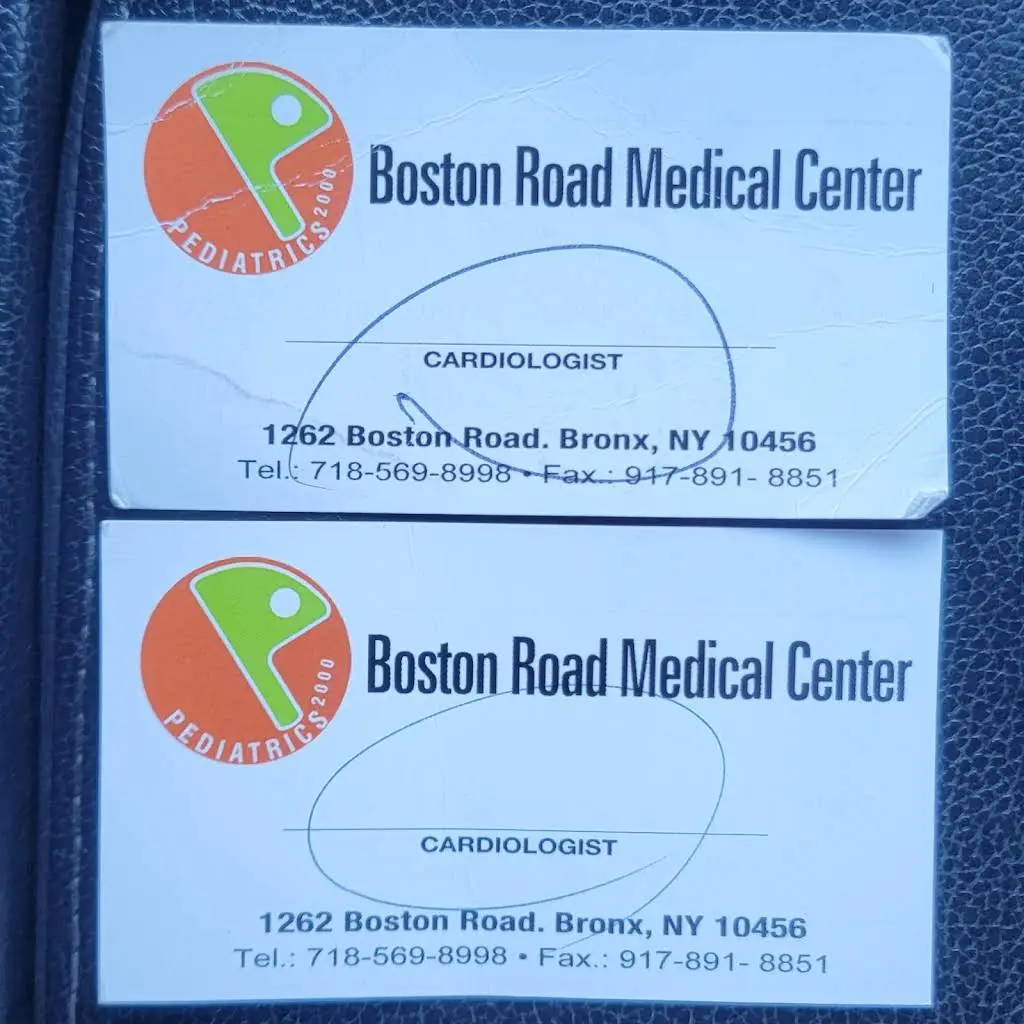 PEDIATRICS 2000
Boston Road Medical Center
CARDIOLOGIST
1262 Boston Road. Bronx, NY 10456
Tel.: 718-569-8998 • Fax.: 917-891- 8851
PEDIATRICS 2000
Boston Road Medical Center
CARDIOLOGIST
1262 Boston Road. Bronx, NY 10456
Tel.: 718-569-8998 • Fax.: 917-891- 8851